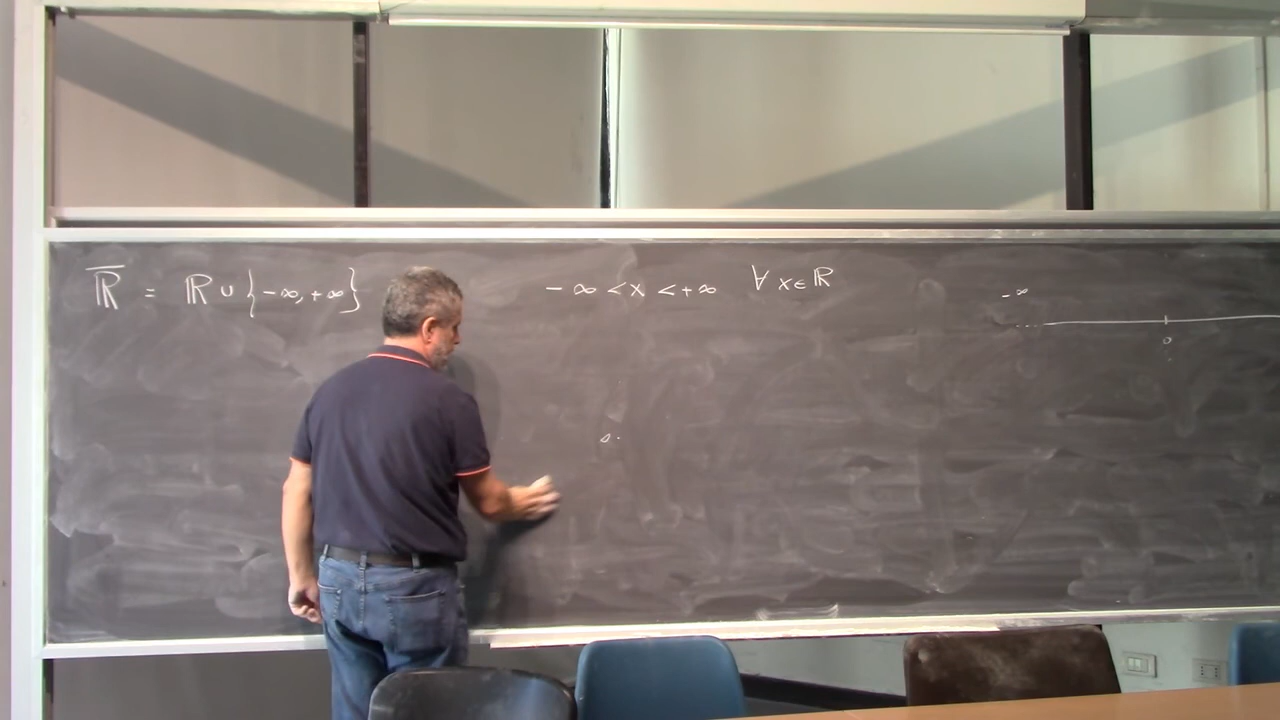 ℝ̅ = ℝ ∪ {-∞, +∞}
-∞ < x < +∞ ∀ x ∈ ℝ
-∞
0